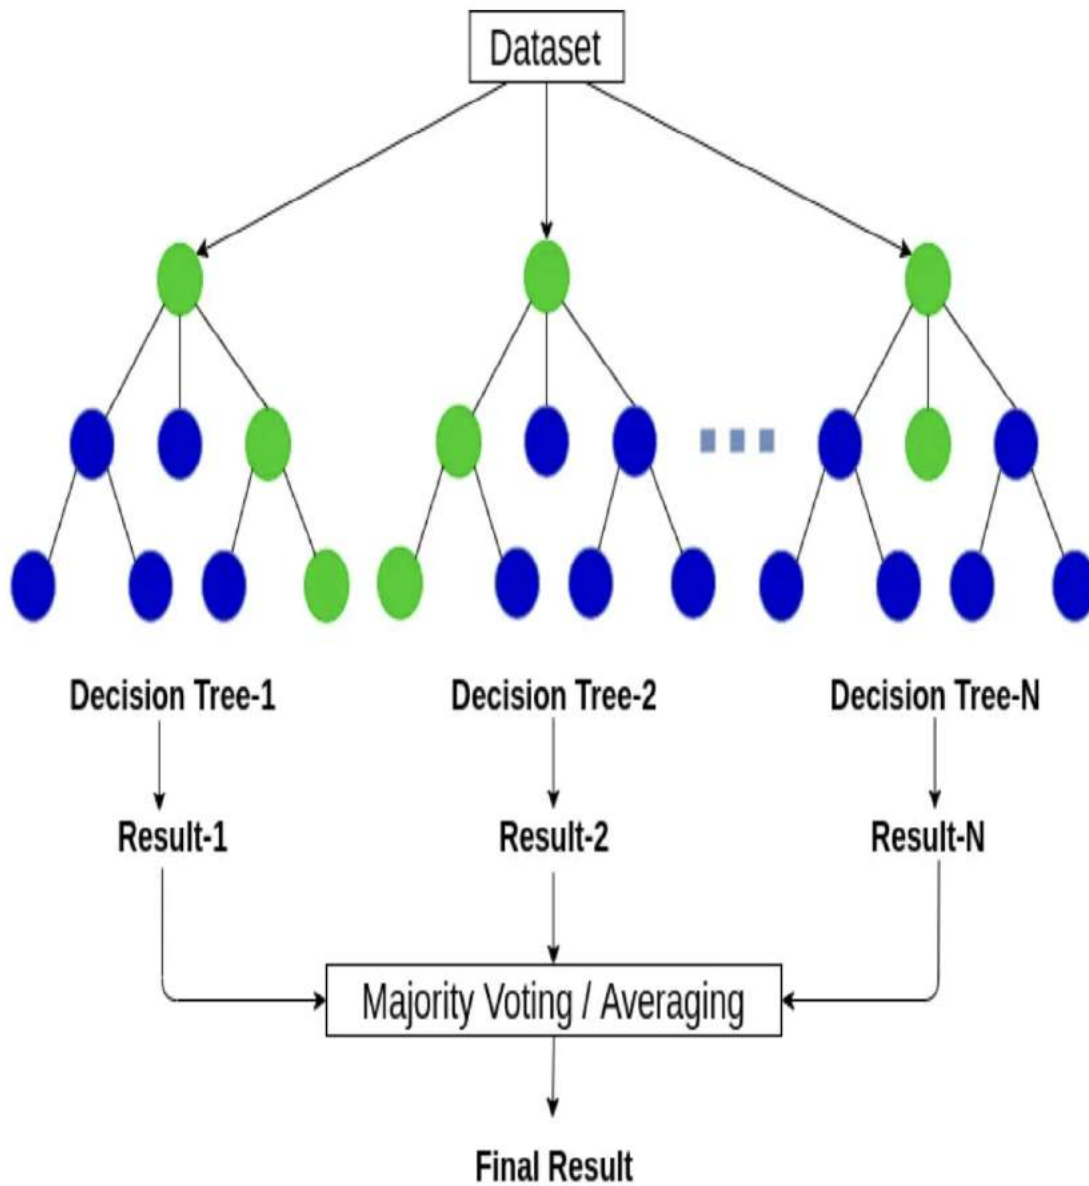 Dataset
Decision Tree-1
Decision Tree-2
Decision Tree-N
Result-1
Result-2
Result-N
Majority Voting / Averaging
Final Result